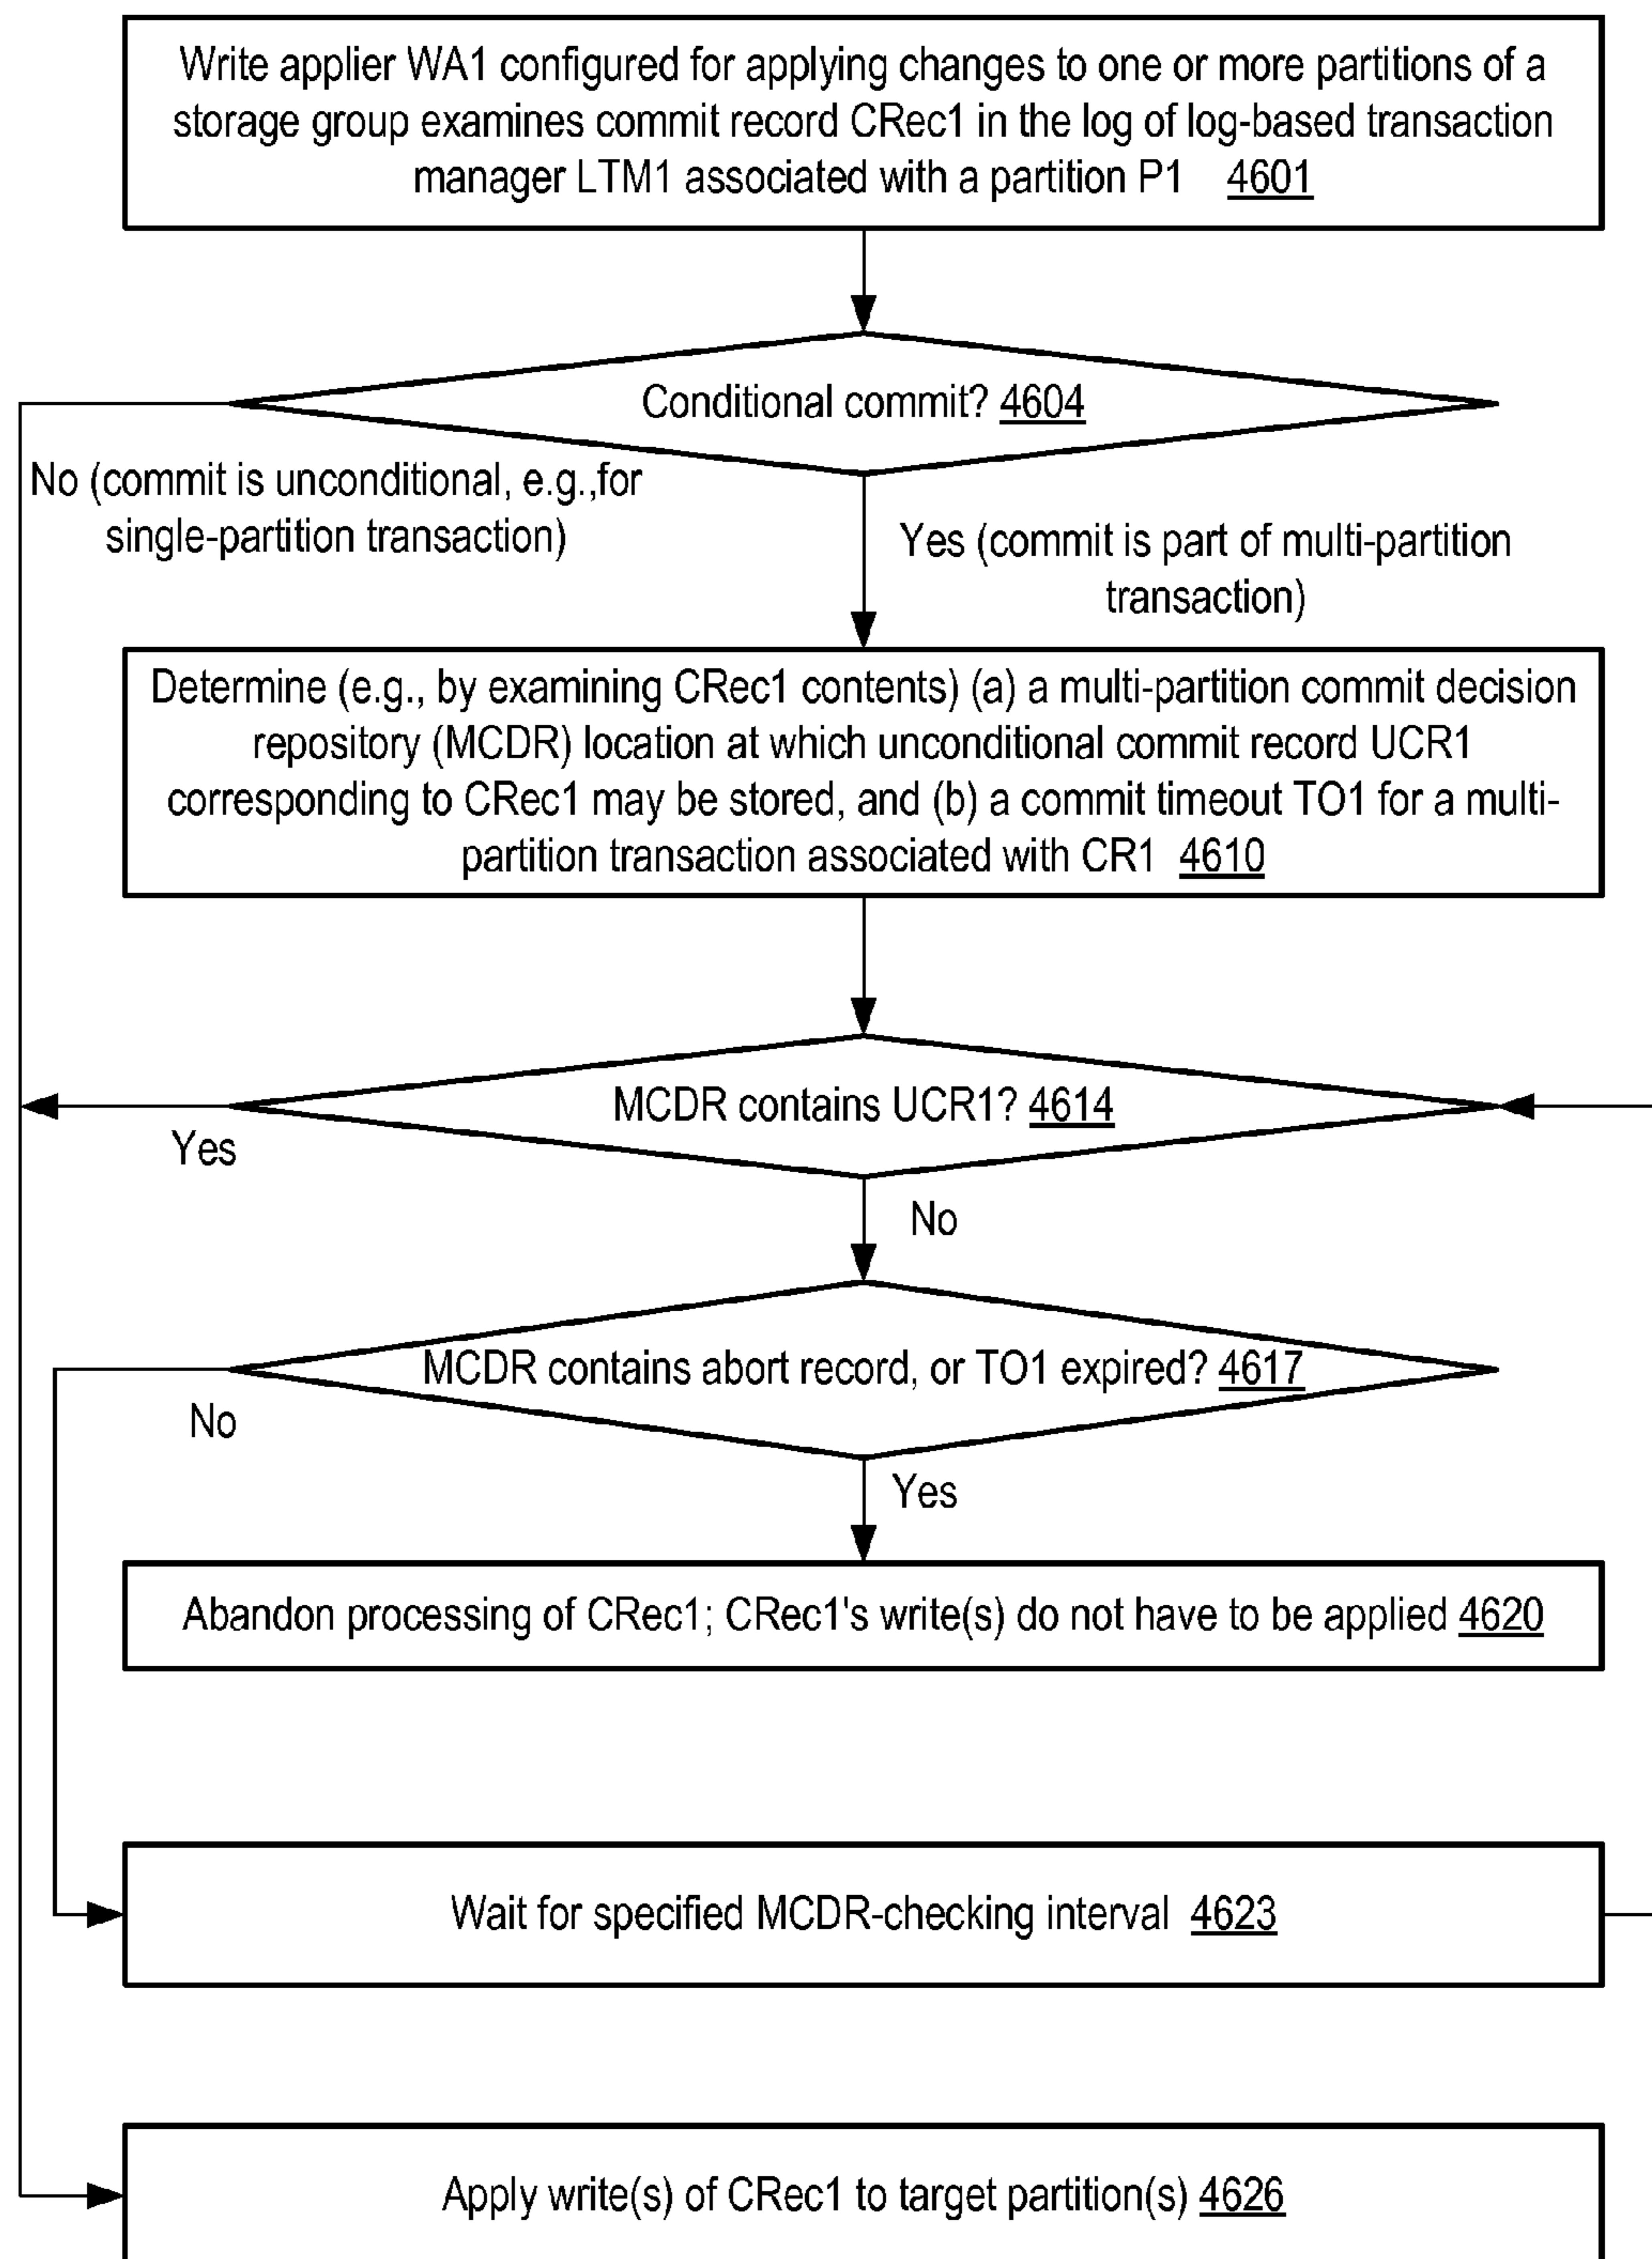 Write applier WA1 configured for applying changes to one or more partitions of a
storage group examines commit record CRec1 in the log of log-based transaction
manager LTM1 associated with a partition P1 4601
Conditional commit? 4604
No (commit is unconditional, e.g.,for
single-partition transaction)
Yes (commit is part of multi-partition
transaction)
Determine (e.g., by examining CRec1 contents) (a) a multi-partition commit decision
repository (MCDR) location at which unconditional commit record UCR1
corresponding to CRec1 may be stored, and (b) a commit timeout TO1 for a multi-
partition transaction associated with CR1 4610
MCDR contains UCR1? 4614
Yes
No
MCDR contains abort record, or TO1 expired? 4617
No
Yes
Abandon processing of CRec1; CRec1's write(s) do not have to be applied 4620
Wait for specified MCDR-checking interval 4623
Apply write(s) of CRec1 to target partition(s) 4626